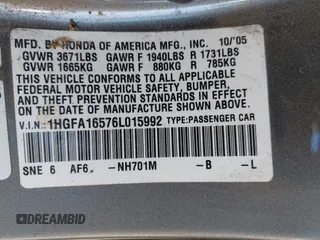 MFD. BY HONDA OF AMERICA MFG., INC. 10/'05
GVWR 3671LBS GAWR F 1940LBS R 1731LBS
GVWR 1665KG GAWR F 880KG R 785KG
THIS VEHICLE CONFORMS TO ALL APPLICABLE
FEDERAL MOTOR VEHICLE SAFETY, BUMPER,
AND THEFT PREVENTION STANDARDS IN EFFECT
ON THE DATE OF MANUFACTURE SHOWN ABOVE.
V.I.N.: 1HGFA16576L015992 TYPE:PASSENGER CAR
SNE 6 AF6. -NH701M -B -L
DREAMBID